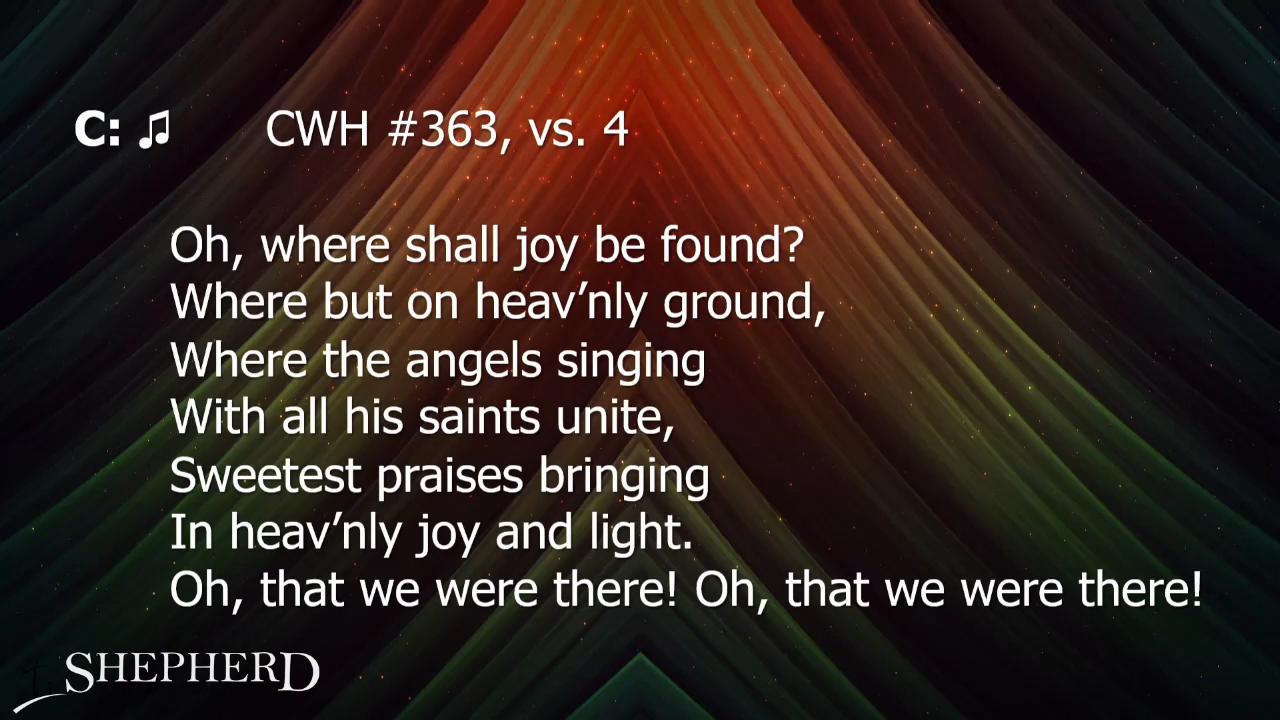 C: ♫ CWH #363, vs. 4
Oh, where shall joy be found?
Where but on heav’nly ground,
Where the angels singing
With all his saints unite,
Sweetest praises bringing
In heav’nly joy and light.
Oh, that we were there! Oh, that we were there!
SHEPHERD